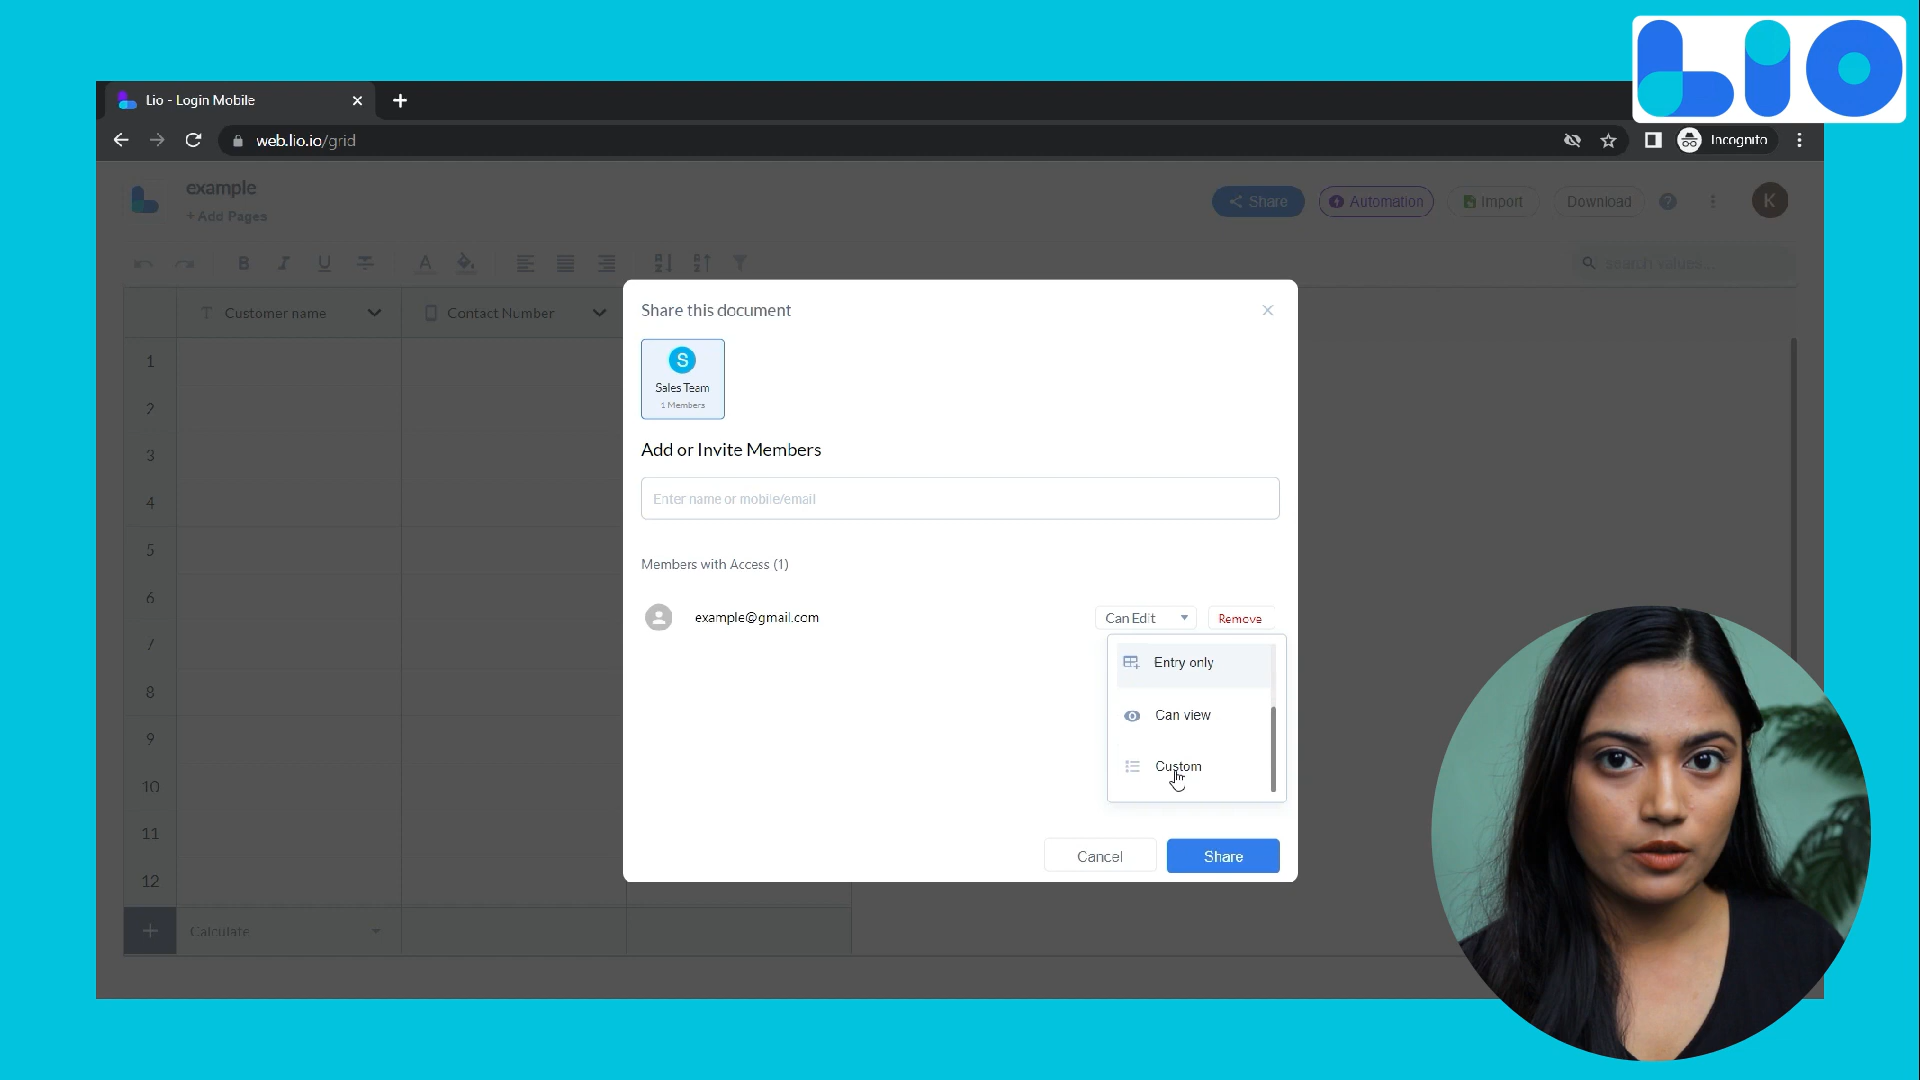 LIO
Lio - Login Mobile
web.lio.io/grid
Incognito
example
+ Add Pages
Share
Automation
Import
Download
?
K
B
I
U
A
search values...
Customer name
Contact Number
1
2
3
4
5
6
7
8
9
10
11
12
Calculate
Share this document
S
Sales Team
1 Members
Add or Invite Members
Enter name or mobile/email
Members with Access (1)
example@gmail.com
Can Edit
Remove
Entry only
Can view
Custom
Cancel
Share